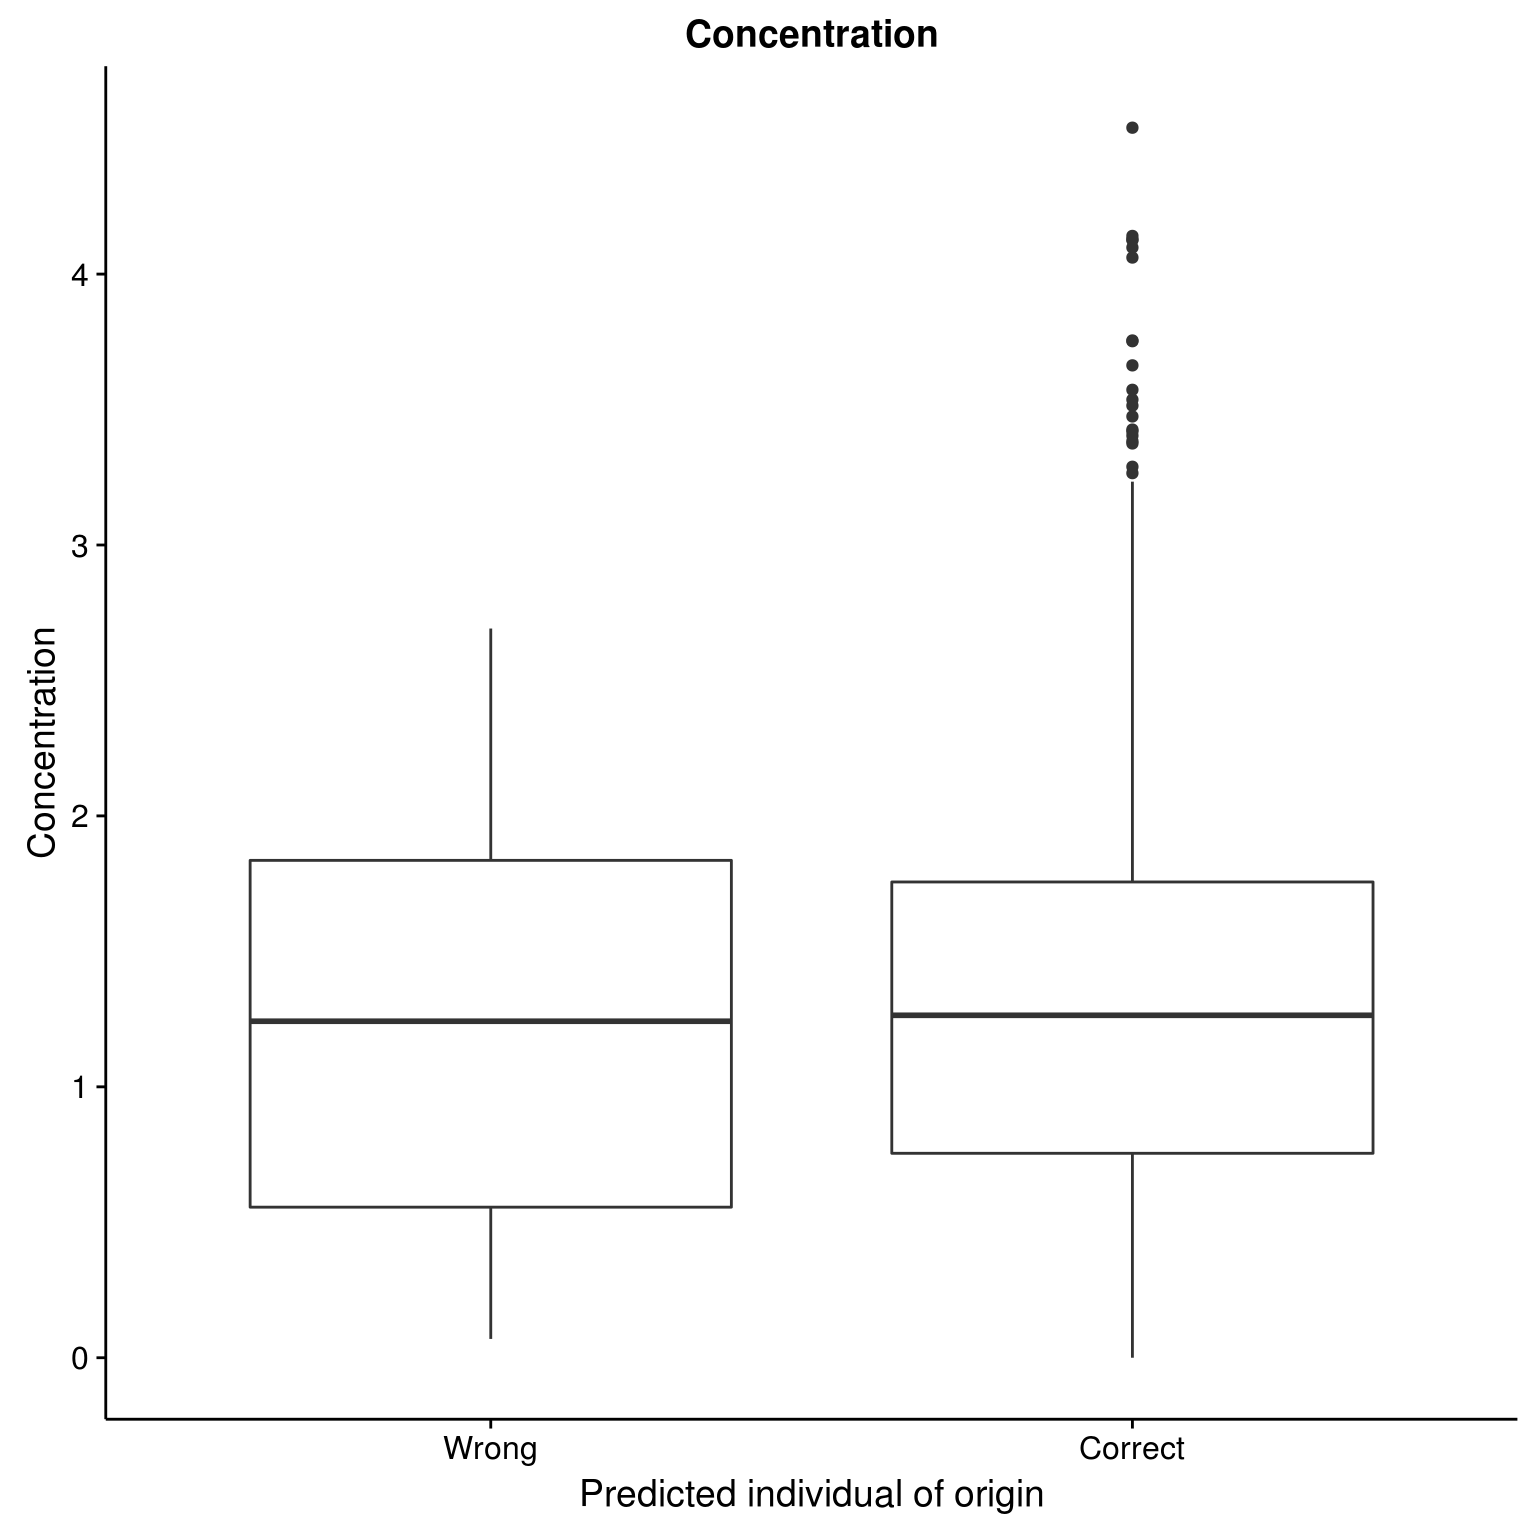 Concentration
Concentration
4
3
2
1
0
Wrong
Correct
Predicted individual of origin